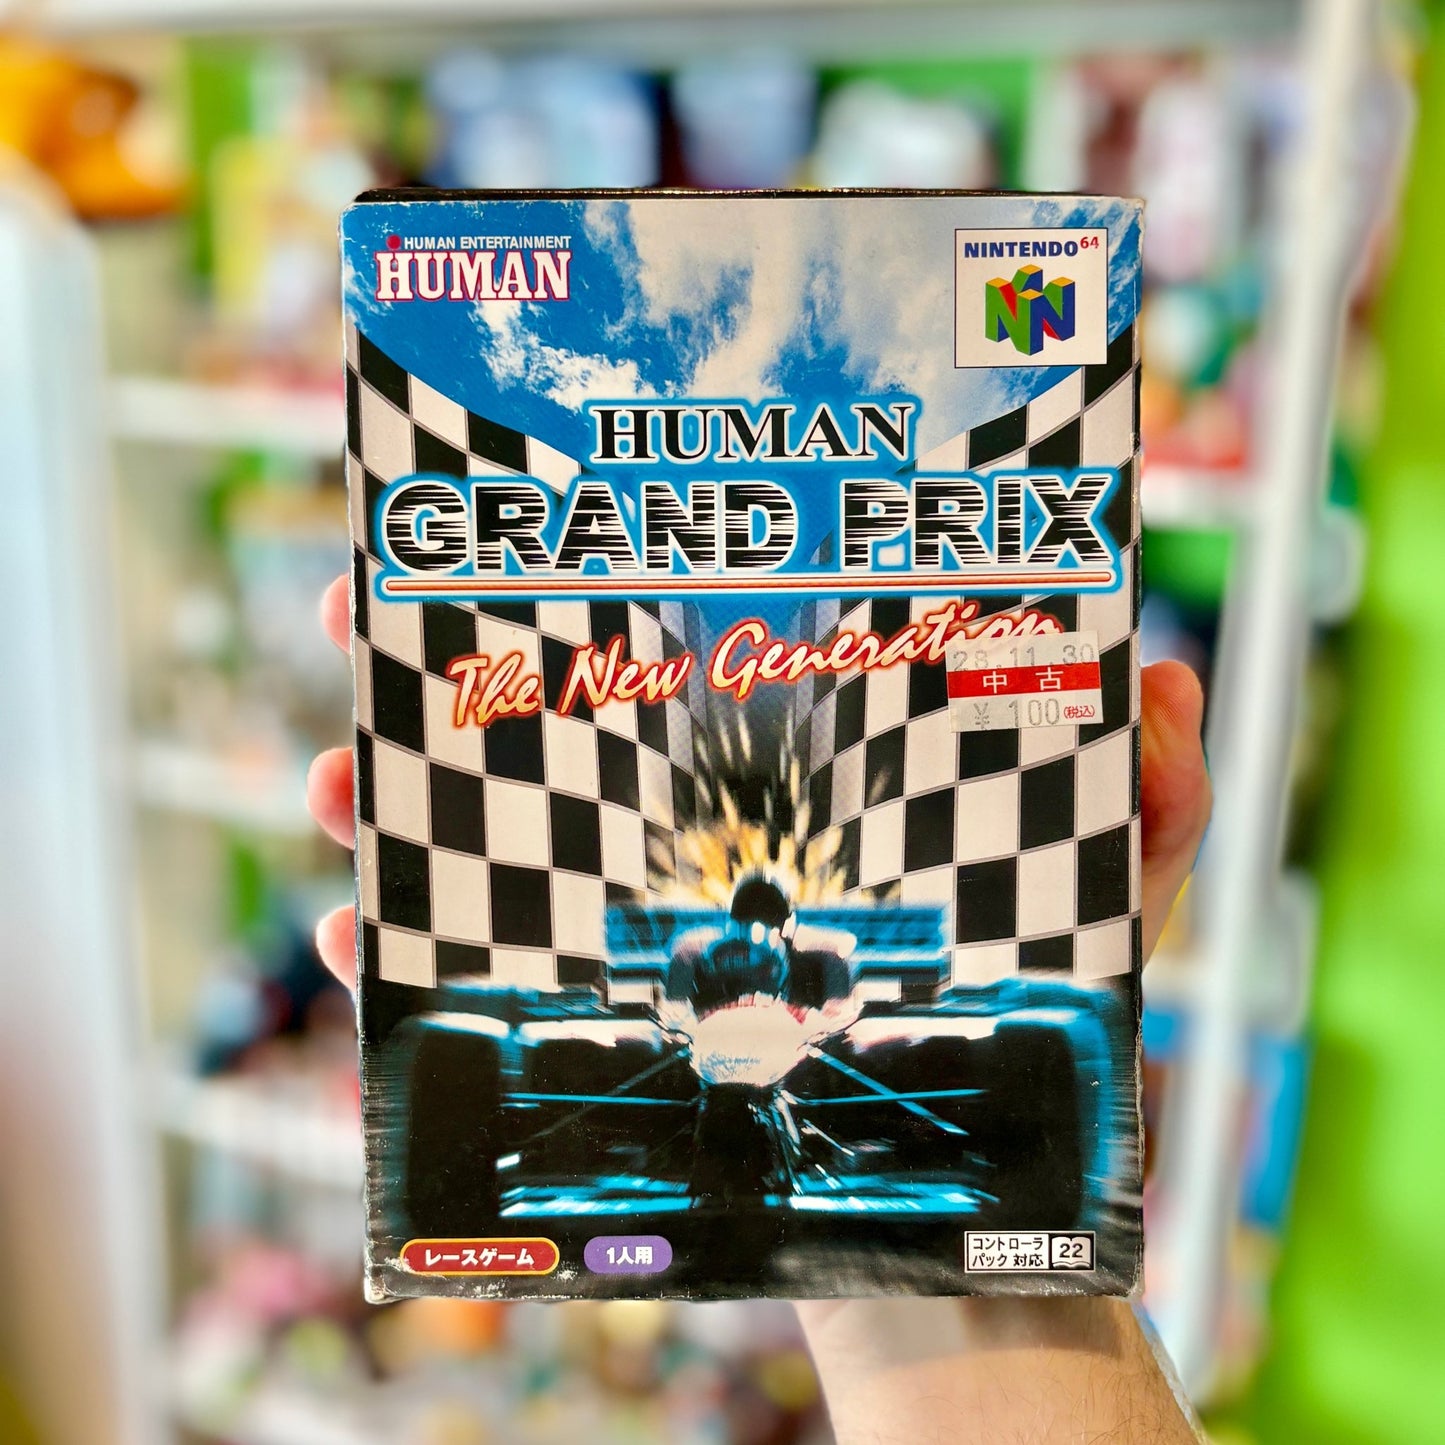 HUMAN ENTERTAINMENT
HUMAN
NINTENDO 64
HUMAN
GRAND PRIX
The New Generation
28.11.30
中古
¥100(税込)
レースゲーム
1人用
コントローラ
パック対応
22